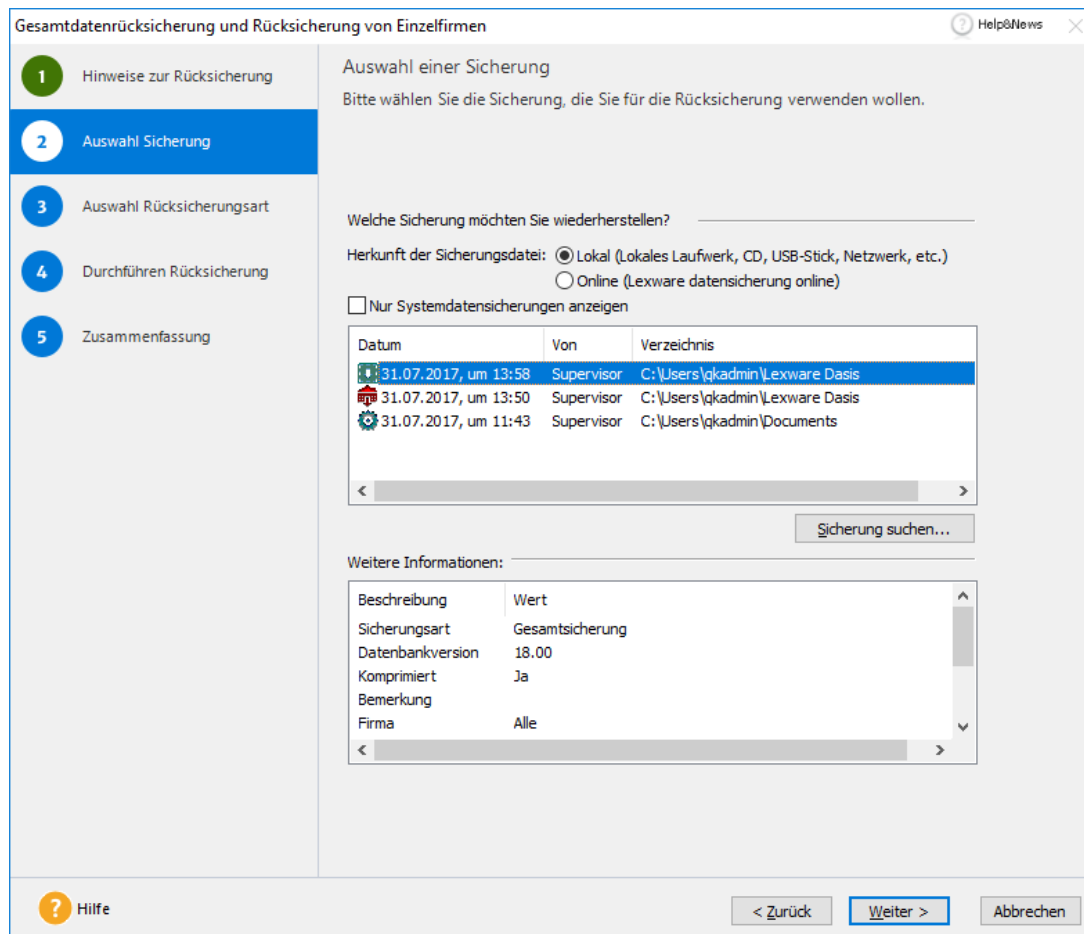 Gesamtdatenrücksicherung und Rücksicherung von Einzelfirmen
? Help&News
1 Hinweise zur Rücksicherung
2 Auswahl Sicherung
3 Auswahl Rücksicherungsart
4 Durchführen Rücksicherung
5 Zusammenfassung
Auswahl einer Sicherung
Bitte wählen Sie die Sicherung, die Sie für die Rücksicherung verwenden wollen.
Welche Sicherung möchten Sie wiederherstellen?
Herkunft der Sicherungsdatei: Lokal (Lokales Laufwerk, CD, USB-Stick, Netzwerk, etc.)
Online (Lexware datensicherung online)
Nur Systemdatensicherungen anzeigen
Datum Von Verzeichnis
31.07.2017, um 13:58 Supervisor C:\Users\qkadmin\Lexware Dasis
31.07.2017, um 13:50 Supervisor C:\Users\qkadmin\Lexware Dasis
31.07.2017, um 11:43 Supervisor C:\Users\qkadmin\Documents
Sicherung suchen...
Weitere Informationen:
Beschreibung Wert
Sicherungsart Gesamtsicherung
Datenbankversion 18.00
Komprimiert Ja
Bemerkung
Firma Alle
? Hilfe
< Zurück Weiter > Abbrechen